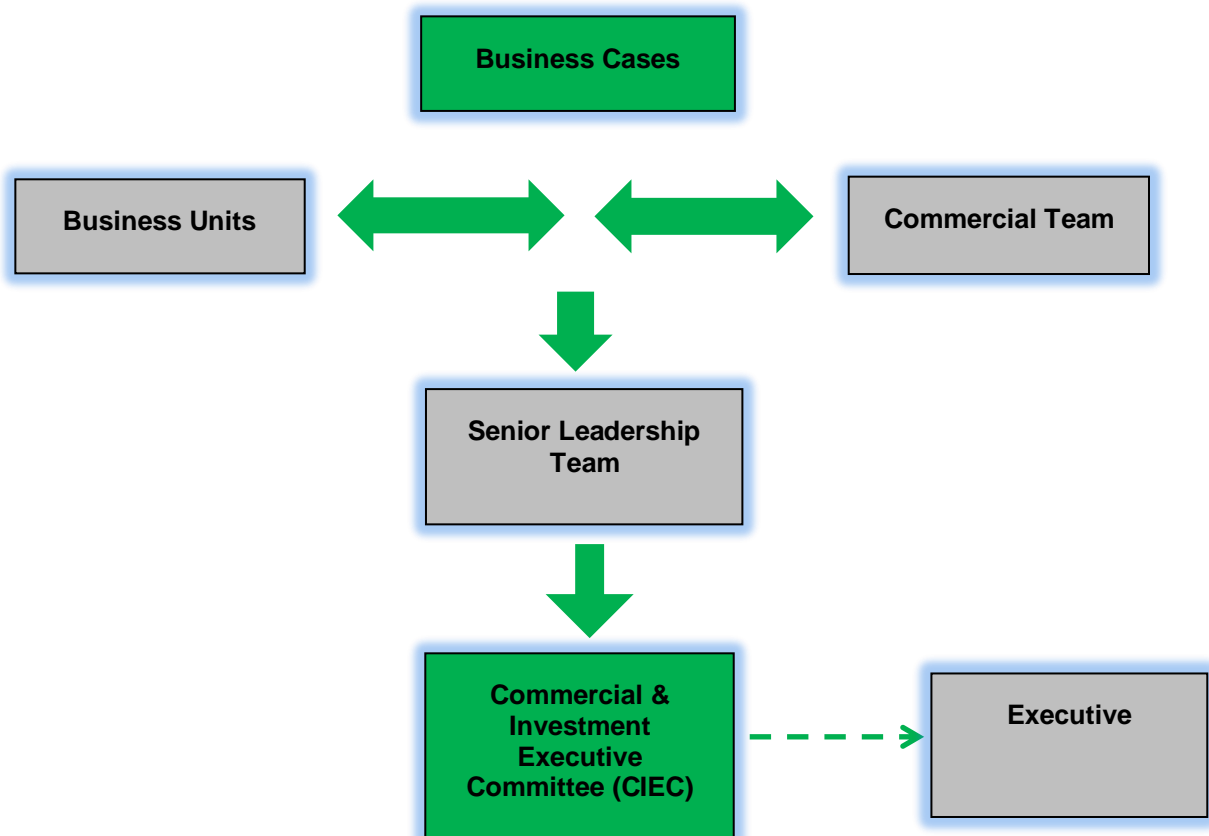 Business Cases
Business Units
Commercial Team
Senior Leadership
Team
Commercial &
Investment
Executive
Committee (CIEC)
Executive